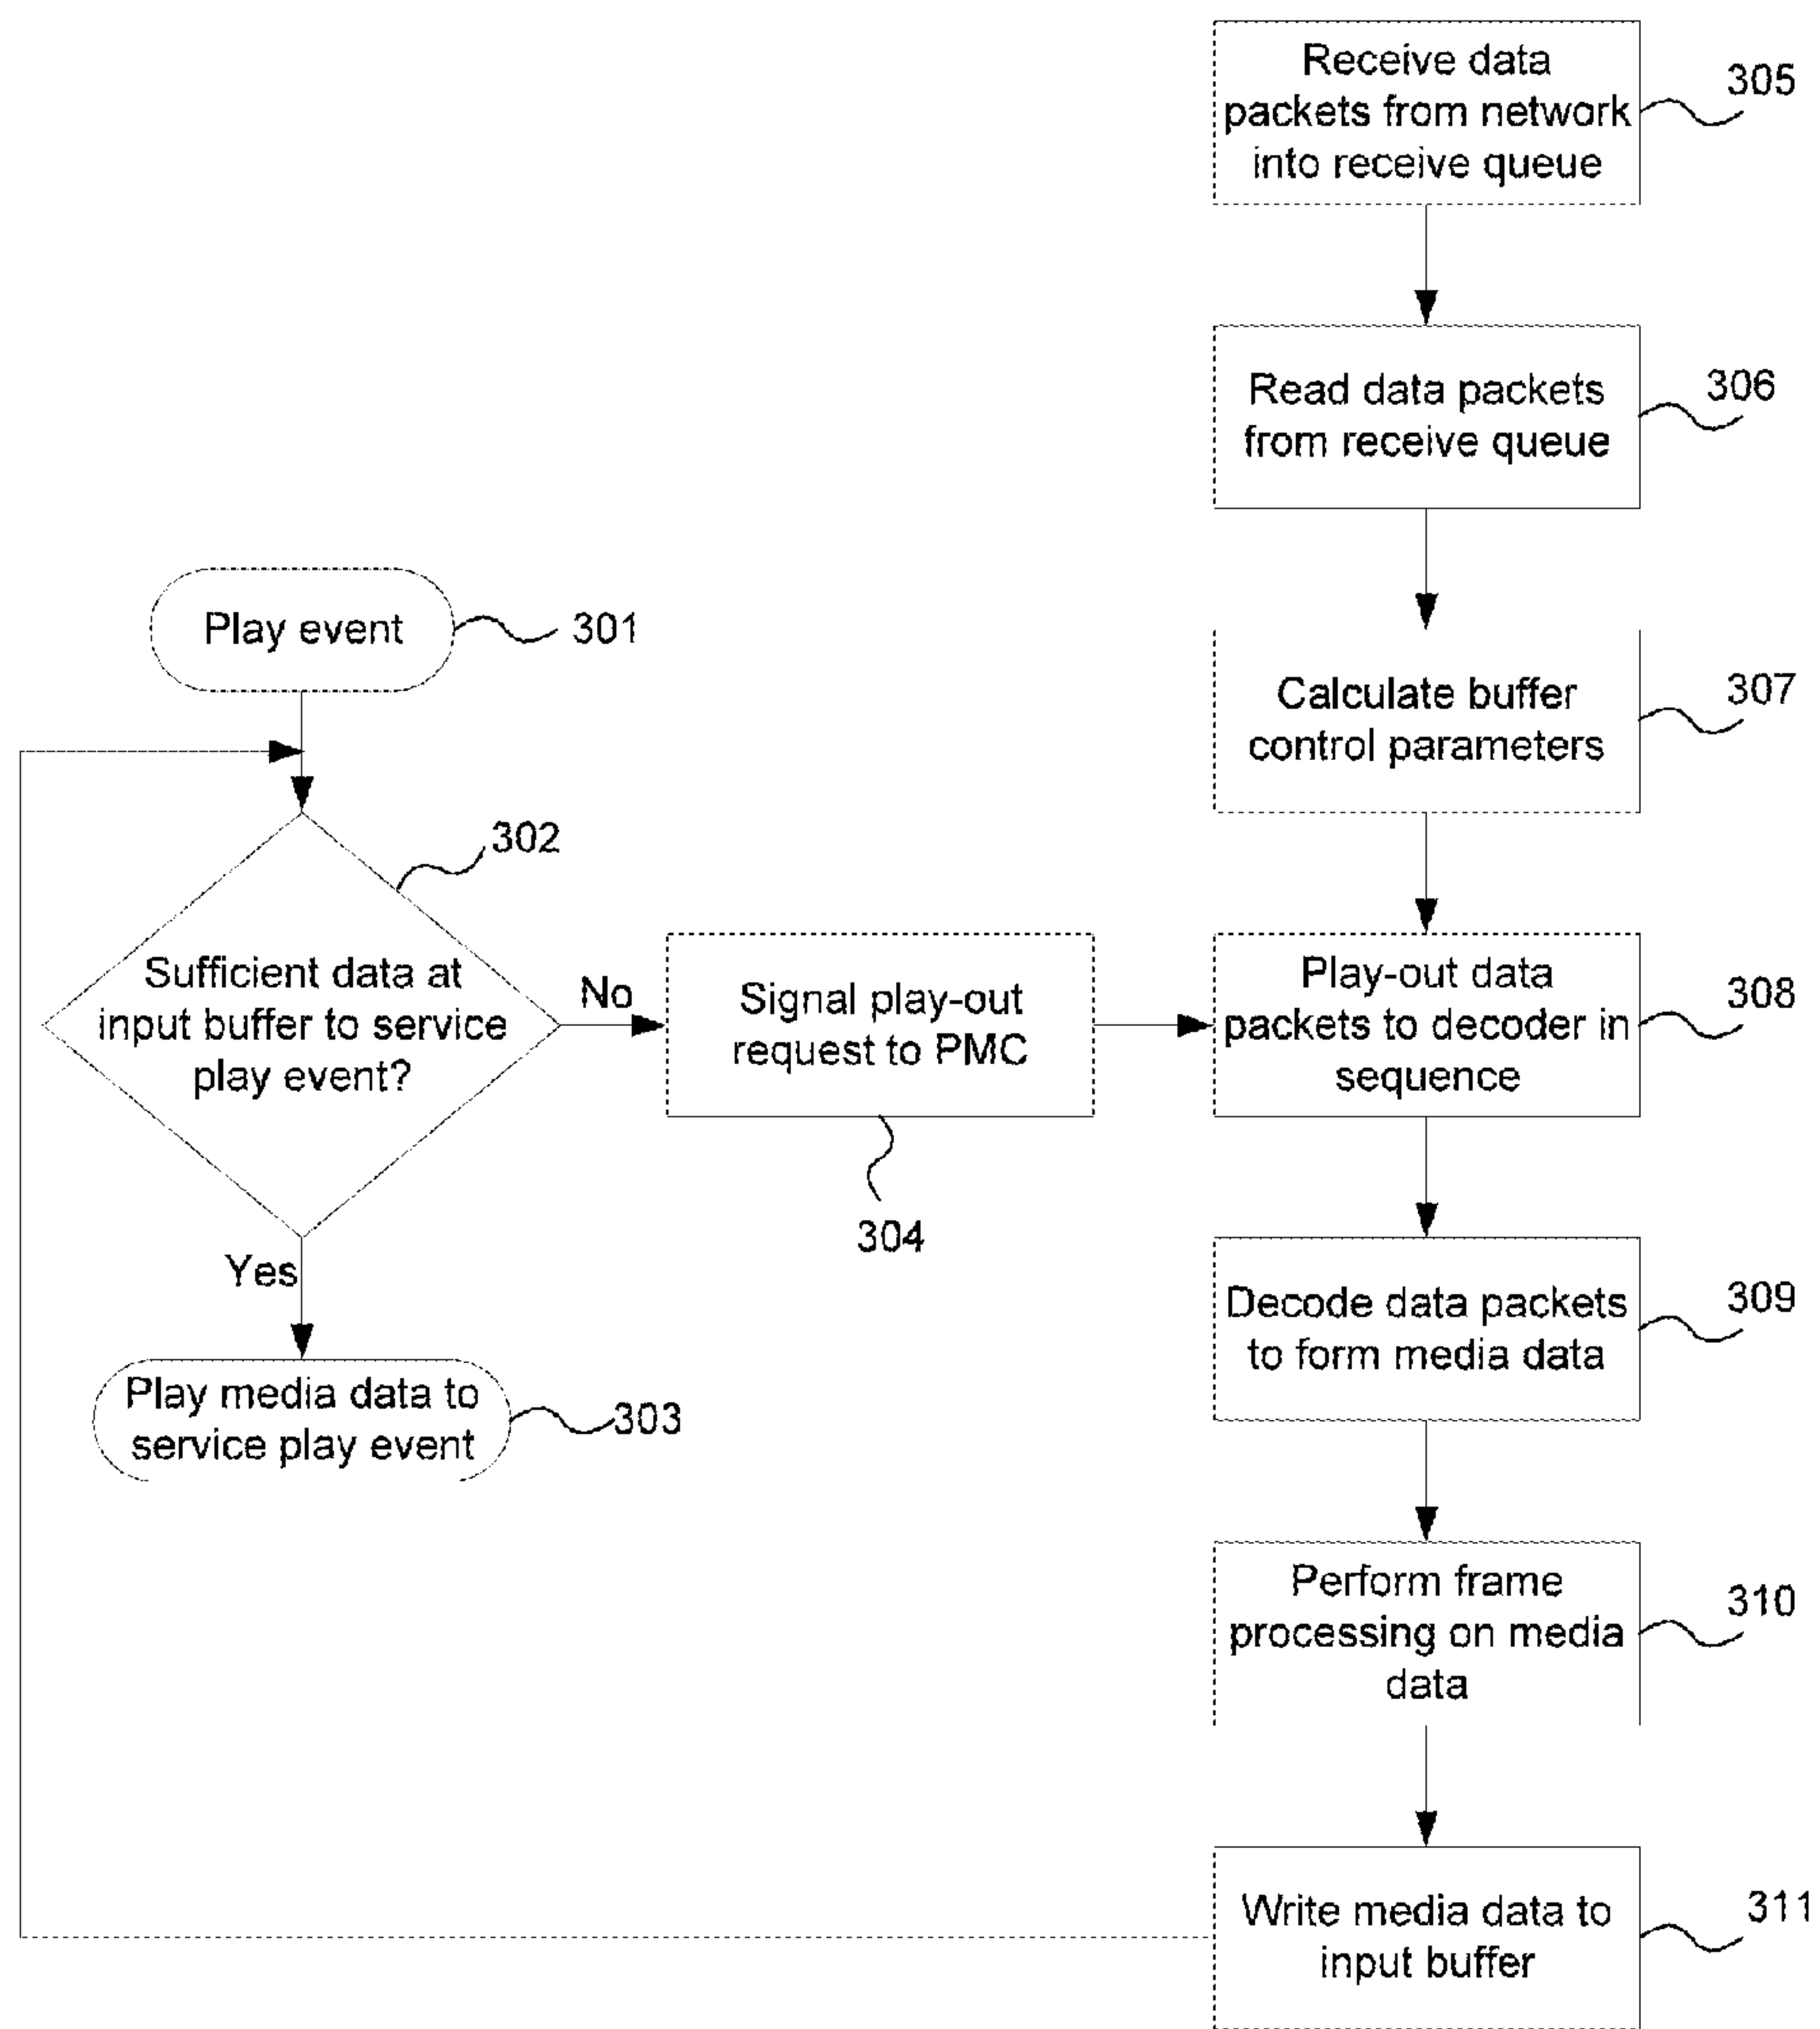 Receive data
packets from network
into receive queue
305
Read data packets
from receive queue
306
Play event
301
Calculate buffer
control parameters
307
302
Sufficient data at
input buffer to service
play event?
No
Signal play-out
request to PMC
304
Play-out data
packets to decoder in
sequence
308
Yes
Play media data to
service play event
303
Decode data packets
to form media data
309
Perform frame
processing on media
data
310
Write media data to
input buffer
311